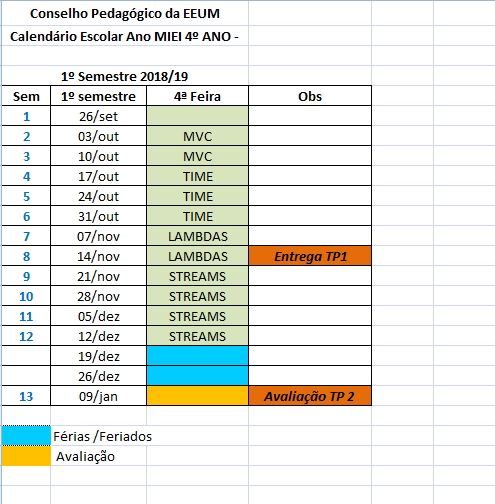 Conselho Pedagógico da EEUM
Calendário Escolar Ano MIEI 4º ANO -
1º Semestre 2018/19
Sem 1º semestre 4ª Feira Obs
1 26/set
2 03/out MVC
3 10/out MVC
4 17/out TIME
5 24/out TIME
6 31/out TIME
7 07/nov LAMBDAS
8 14/nov LAMBDAS Entrega TP1
9 21/nov STREAMS
10 28/nov STREAMS
11 05/dez STREAMS
12 12/dez STREAMS
19/dez
26/dez
13 09/jan Avaliação TP 2
Férias /Feriados
Avaliação